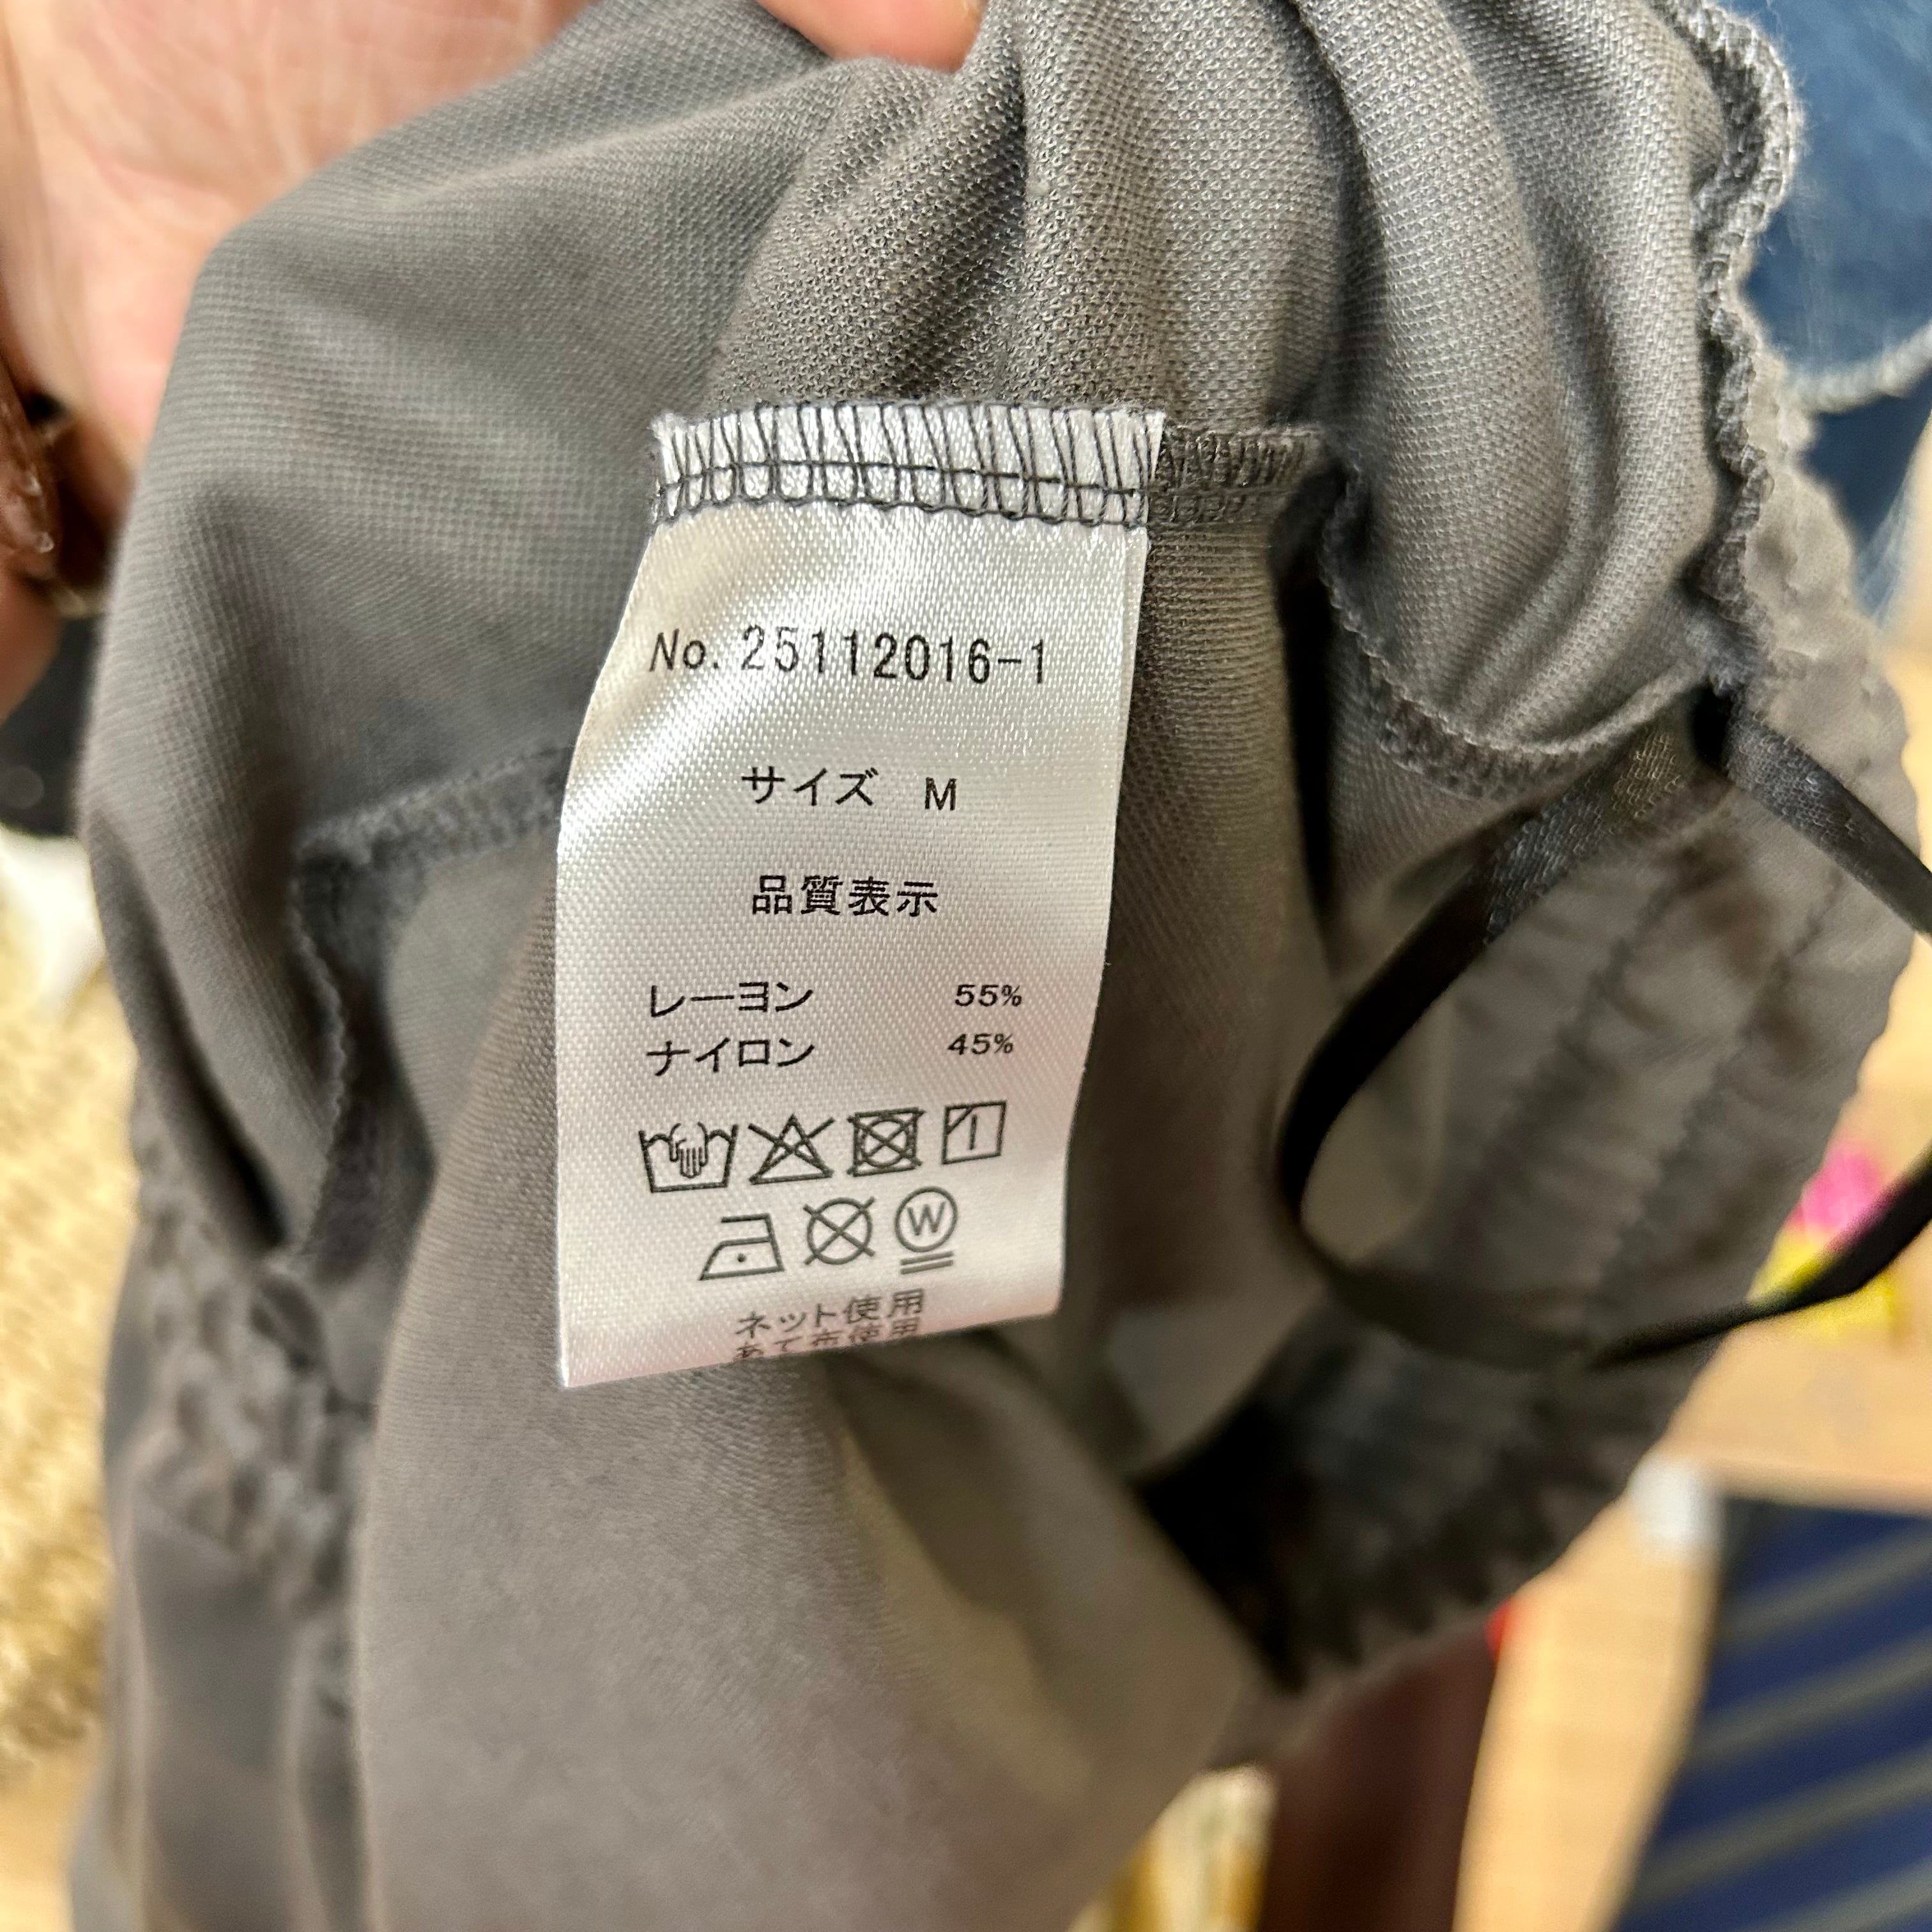 No. 25112016-1
サイズ M
品質表示
レーヨン 55%
ナイロン 45%
W
ネット使用
あて布使用